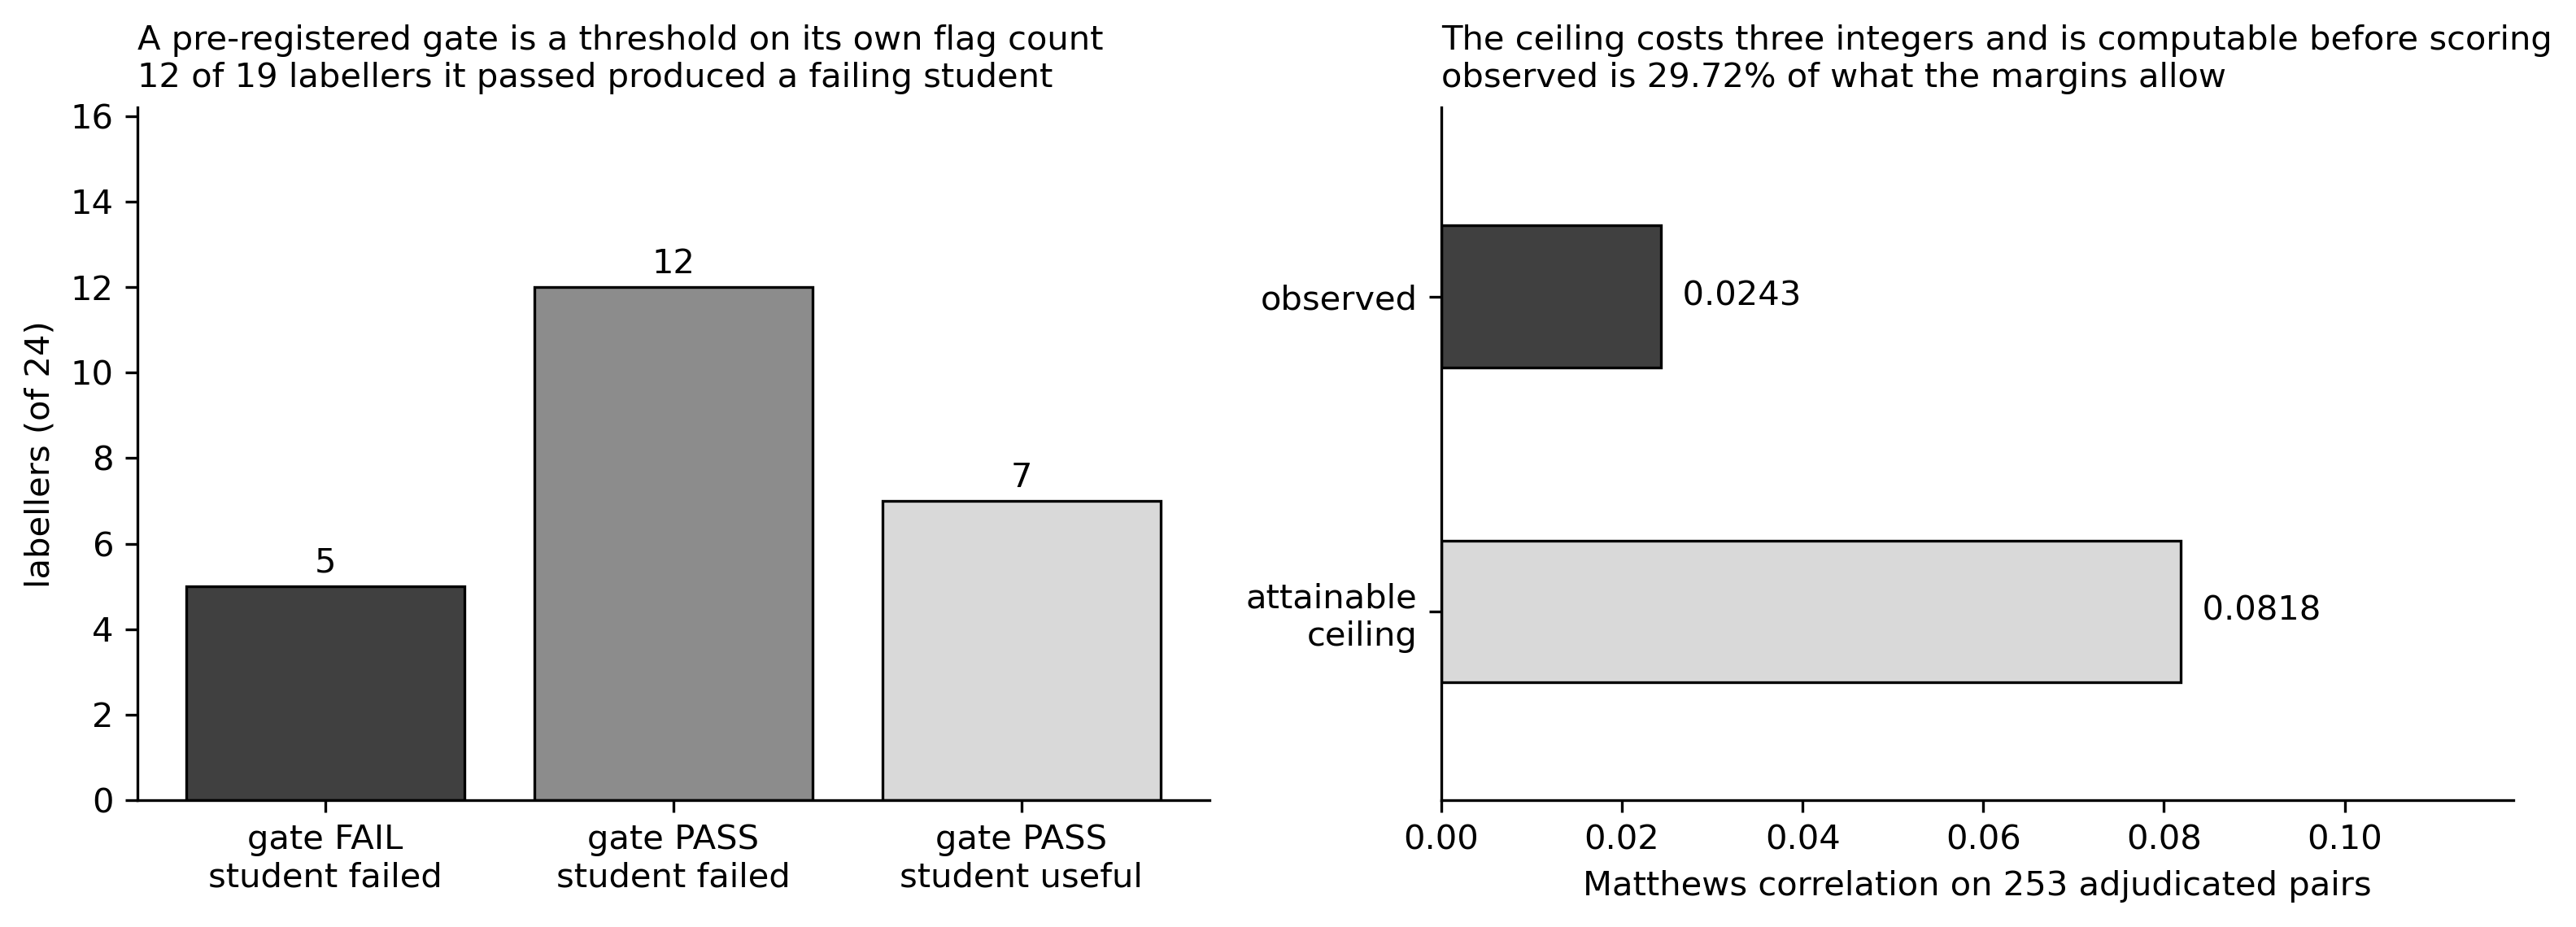 A pre-registered gate is a threshold on its own flag count
12 of 19 labellers it passed produced a failing student
labellers (of 24)
16
14
12
10
8
6
4
2
0
5
12
7
gate FAIL
student failed
gate PASS
student failed
gate PASS
student useful
The ceiling costs three integers and is computable before scoring
observed is 29.72% of what the margins allow
observed
0.0243
attainable
ceiling
0.0818
0.00
0.02
0.04
0.06
0.08
0.10
Matthews correlation on 253 adjudicated pairs